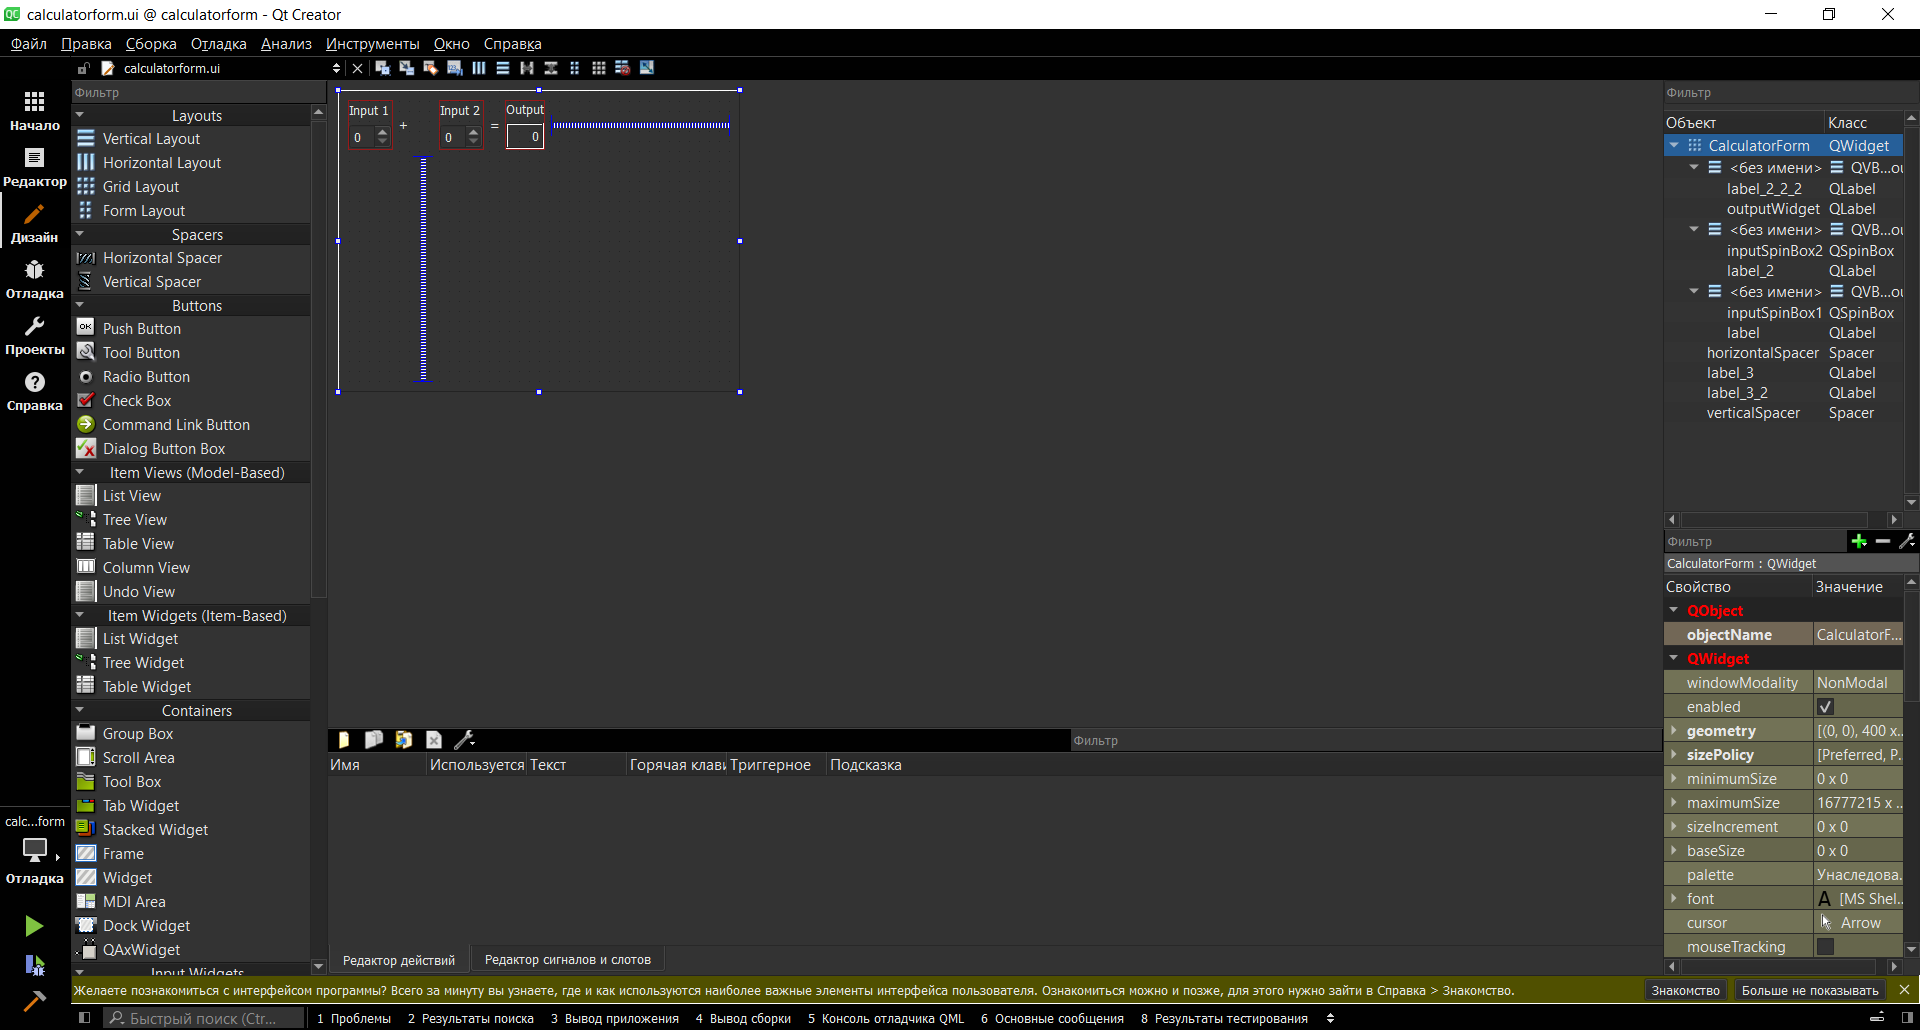 calculatorform.ui @ calculatorform - Qt Creator
Файл Правка Сборка Отладка Анализ Инструменты Окно Справка
calculatorform.ui
Начало
Редактор
Дизайн
Отладка
Проекты
Справка
calc...form
Отладка
Фильтр
Layouts
Vertical Layout
Horizontal Layout
Grid Layout
Form Layout
Spacers
Horizontal Spacer
Vertical Spacer
Buttons
Push Button
Tool Button
Radio Button
Check Box
Command Link Button
Dialog Button Box
Item Views (Model-Based)
List View
Tree View
Table View
Column View
Undo View
Item Widgets (Item-Based)
List Widget
Tree Widget
Table Widget
Containers
Group Box
Scroll Area
Tool Box
Tab Widget
Stacked Widget
Frame
Widget
MDI Area
Dock Widget
QAxWidget
Input Widgets
Input 1 Input 2 Output
0 + 0 = 0
Фильтр
Имя Используется Текст Горячая клави Триггерное Подсказка
Редактор действий Редактор сигналов и слотов
Фильтр
Объект Класс
CalculatorForm QWidget
<без имени> QVB...ou
label_2_2_2 QLabel
outputWidget QLabel
<без имени> QVB...ou
inputSpinBox2 QSpinBox
label_2 QLabel
<без имени> QVB...ou
inputSpinBox1 QSpinBox
label QLabel
horizontalSpacer Spacer
label_3 QLabel
label_3_2 QLabel
verticalSpacer Spacer
Фильтр
CalculatorForm : QWidget
Свойство Значение
QObject
objectName CalculatorF...
QWidget
windowModality NonModal
enabled
geometry [(0, 0), 400 x...
sizePolicy [Preferred, P...
minimumSize 0 x 0
maximumSize 16777215 x ...
sizeIncrement 0 x 0
baseSize 0 x 0
palette Унаследова...
font A [MS Shel...
cursor Arrow
mouseTracking
Желаете познакомиться с интерфейсом программы? Всего за минуту вы узнаете, где и как используются наиболее важные элементы интерфейса пользователя. Ознакомиться можно и позже, для этого нужно зайти в Справка > Знакомство. Знакомство Больше не показывать
Быстрый поиск (Ctr... 1 Проблемы 2 Результаты поиска 3 Вывод приложения 4 Вывод сборки 5 Консоль отладчика QML 6 Основные сообщения 8 Результаты тестирования